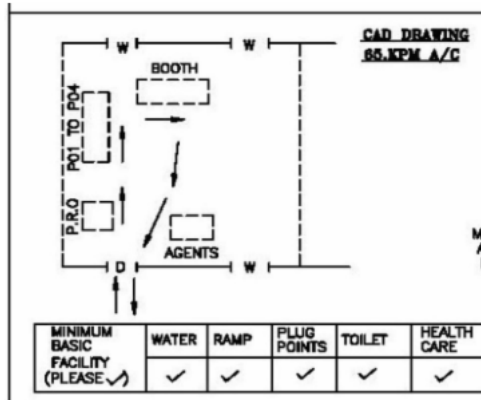 CAD DRAWING
65.KPM A/C
W
W
BOOTH
P01 TO P04
P.R.O
AGENTS
D
W
M
A
MINIMUM BASIC FACILITY (PLEASE ✓)
WATER
RAMP
PLUG POINTS
TOILET
HEALTH CARE
✓
✓
✓
✓
✓